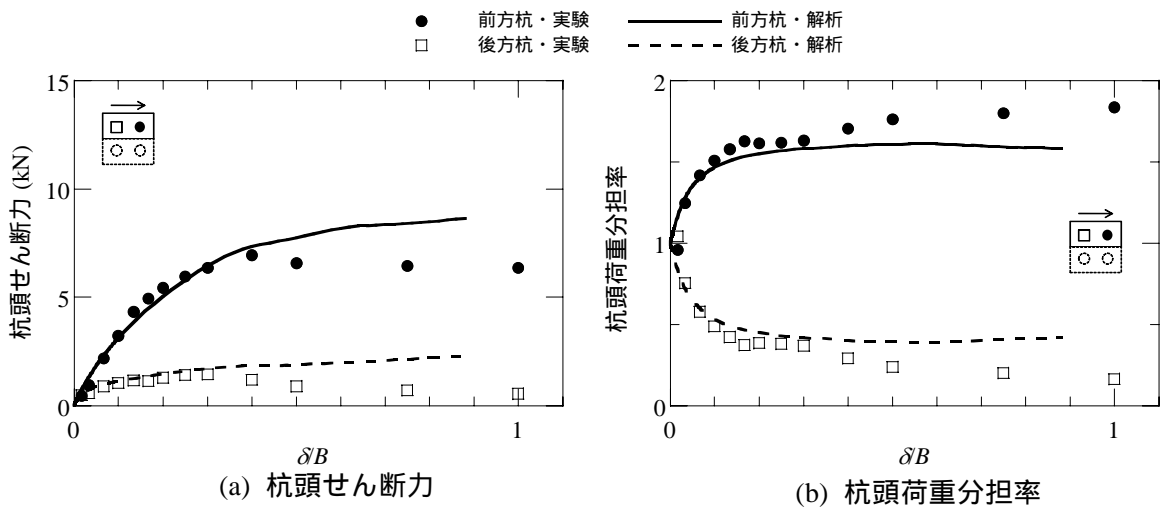 前方杭・実験 前方杭・解析
後方杭・実験 後方杭・解析
15
10
5
0
0 1
杭頭せん断力 (kN)
δ/B
(a) 杭頭せん断力
2
1
0
0 1
杭頭荷重分担率
δ/B
(b) 杭頭荷重分担率